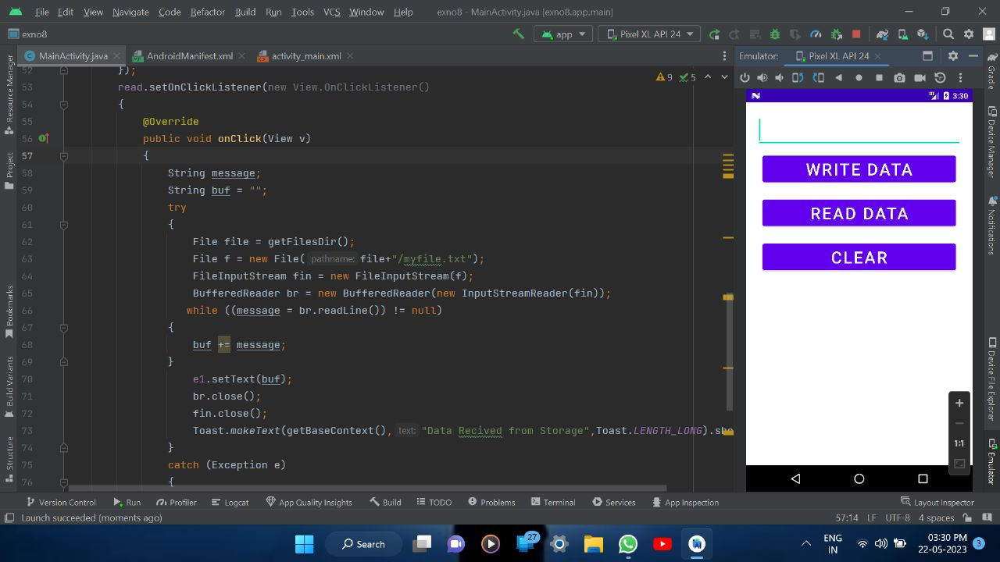 File Edit View Navigate Code Refactor Build Run Tools VCS Window Help exno8 - MainActivity.java [exno8.app.main]
exno8 app Pixel XL API 24
MainActivity.java AndroidManifest.xml activity_main.xml
Emulator: Pixel XL API 24
Resource Manager
Project
Bookmarks
Build Variants
Structure
9 5
52 });
53 read.setOnClickListener(new View.OnClickListener()
54 {
55 @Override
56 public void onClick(View v)
57 {
58 String message;
59 String buf = "";
60 try
61 {
62 File file = getFilesDir();
63 File f = new File( pathname: file+"/myfile.txt");
64 FileInputStream fin = new FileInputStream(f);
65 BufferedReader br = new BufferedReader(new InputStreamReader(fin));
66 while ((message = br.readLine()) != null)
67 {
68 buf += message;
69 }
70 e1.setText(buf);
71 br.close();
72 fin.close();
73 Toast.makeText(getBaseContext(), text: "Data Recived from Storage",Toast.LENGTH_LONG).sho
74 }
75 catch (Exception e)
76 {
3:30
WRITE DATA
READ DATA
CLEAR
1:1
Gradle
Device Manager
Notifications
Device File Explorer
Emulator
Version Control Run Profiler Logcat App Quality Insights Build TODO Problems Terminal Services App Inspection Layout Inspector
Launch succeeded (moments ago) 57:14 LF UTF-8 4 spaces
Search 27
ENG
IN
03:30 PM
22-05-2023
3